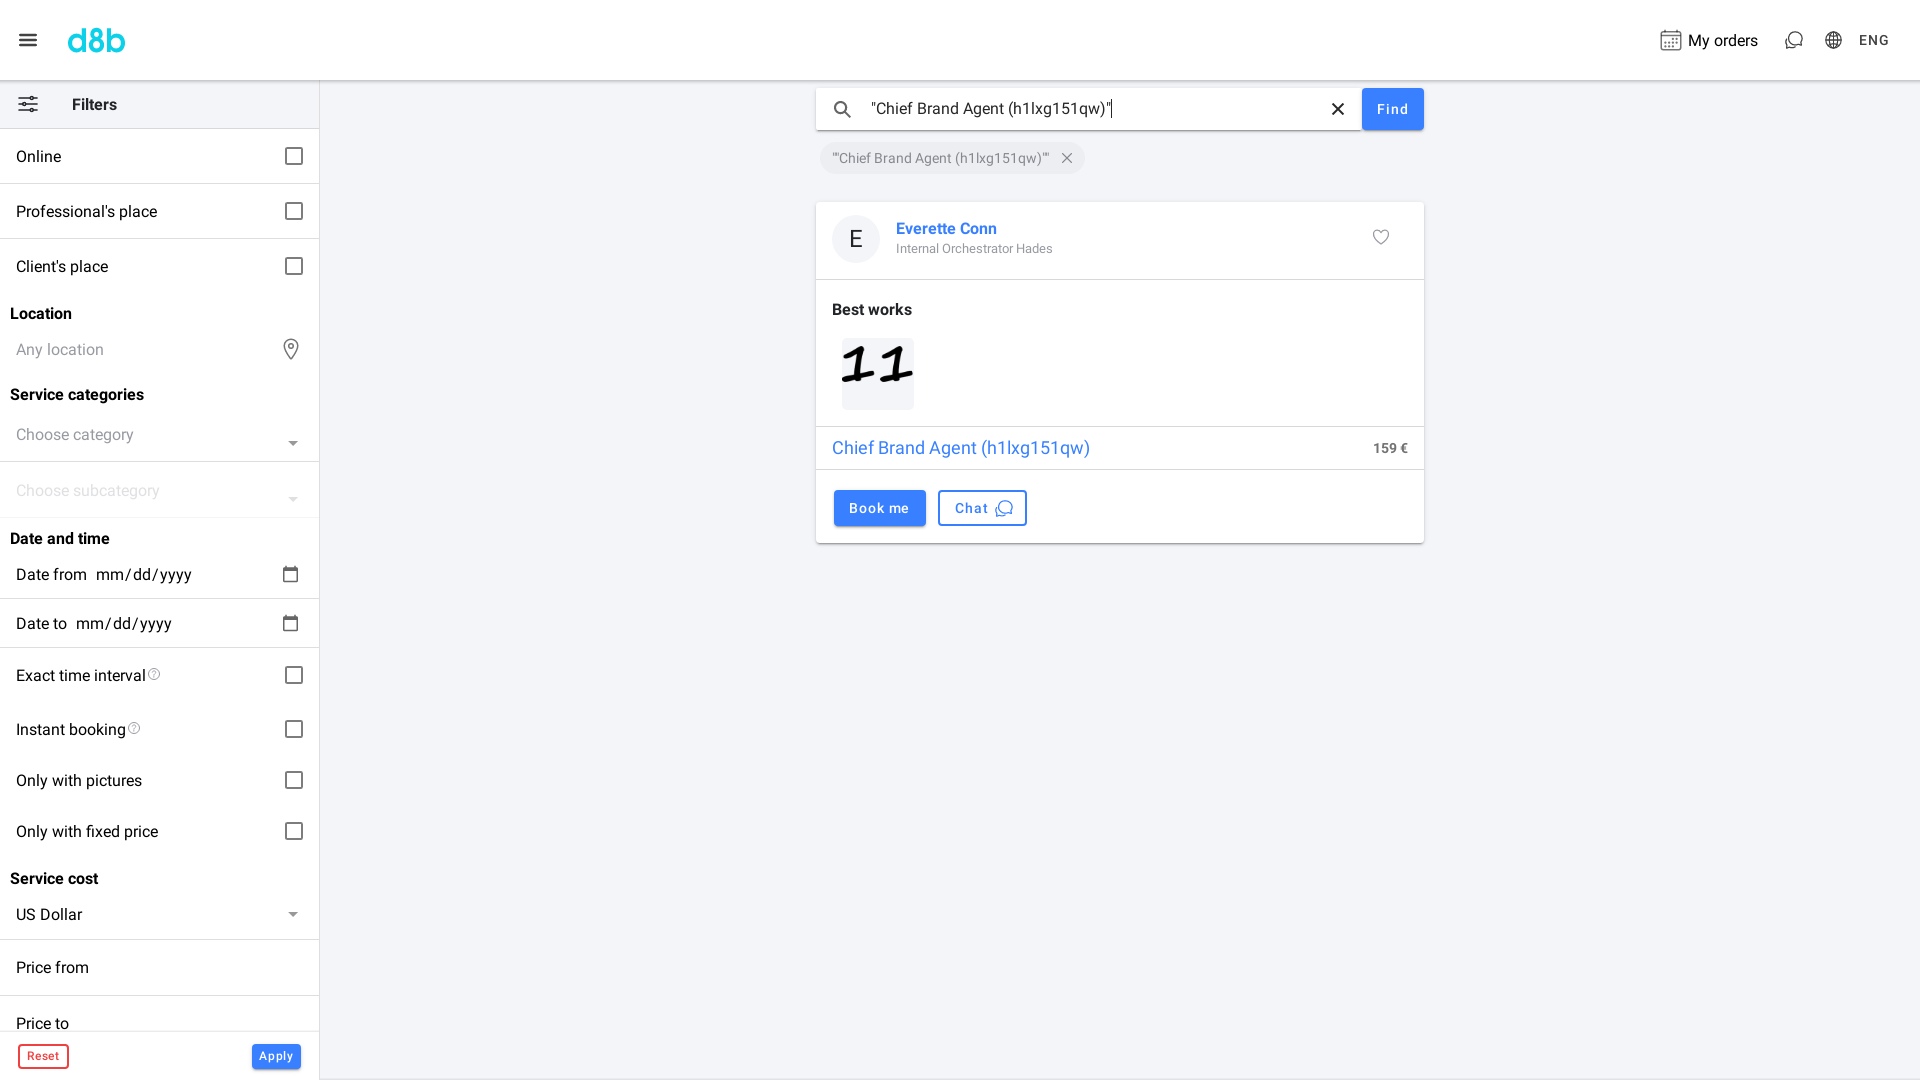 d8b
My orders
ENG
Filters
Online
Professional's place
Client's place
Location
Any location
Service categories
Choose category
Choose subcategory
Date and time
Date from mm/dd/yyyy
Date to mm/dd/yyyy
Exact time interval
Instant booking
Only with pictures
Only with fixed price
Service cost
US Dollar
Price from
Price to
Reset
Apply
"Chief Brand Agent (h1lxg151qw)"
Find
""Chief Brand Agent (h1lxg151qw)""
E
Everette Conn
Internal Orchestrator Hades
Best works
11
Chief Brand Agent (h1lxg151qw)
159 €
Book me
Chat